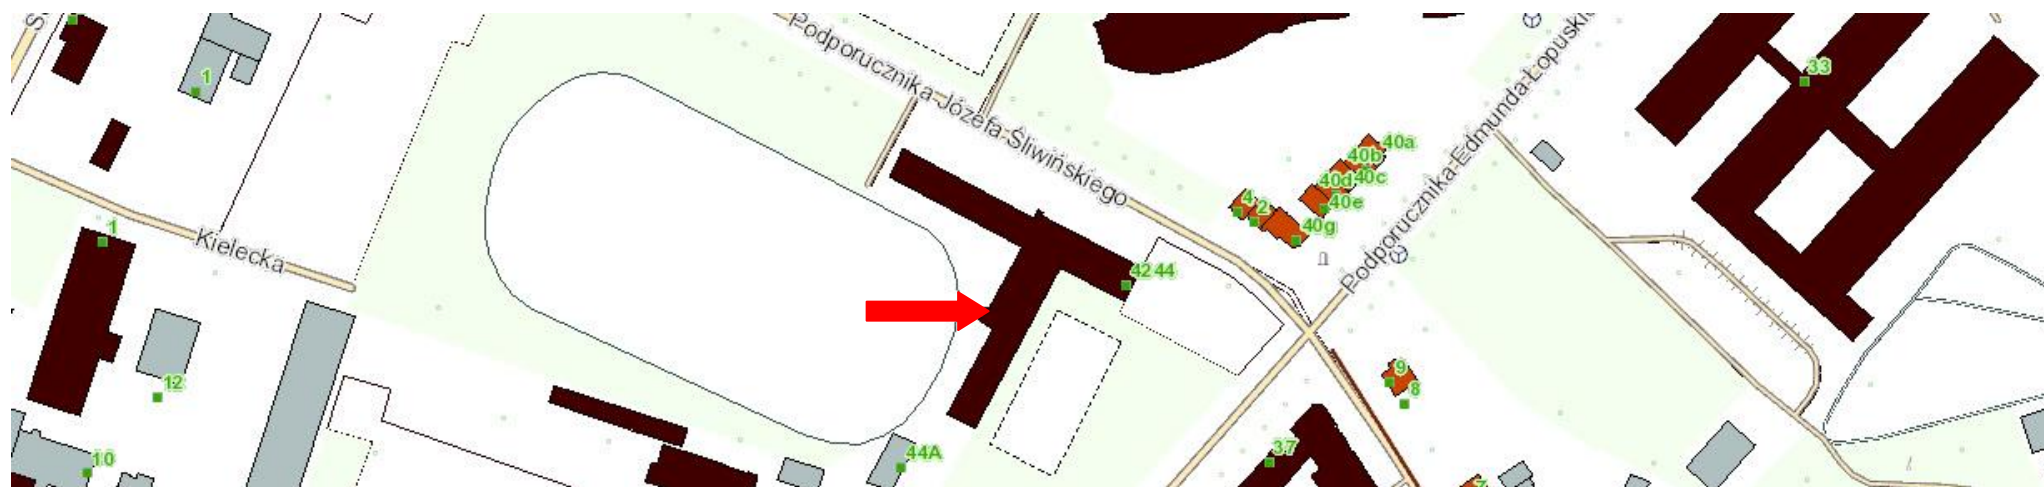 S
1
Podporucznika Józefa Śliwińskiego
Podporucznika Edmunda Łopuski
33
40a
40b
40c
40d
40e
4
2
40g
1
Kielecka
42 44
12
9
8
10
44A
37
7